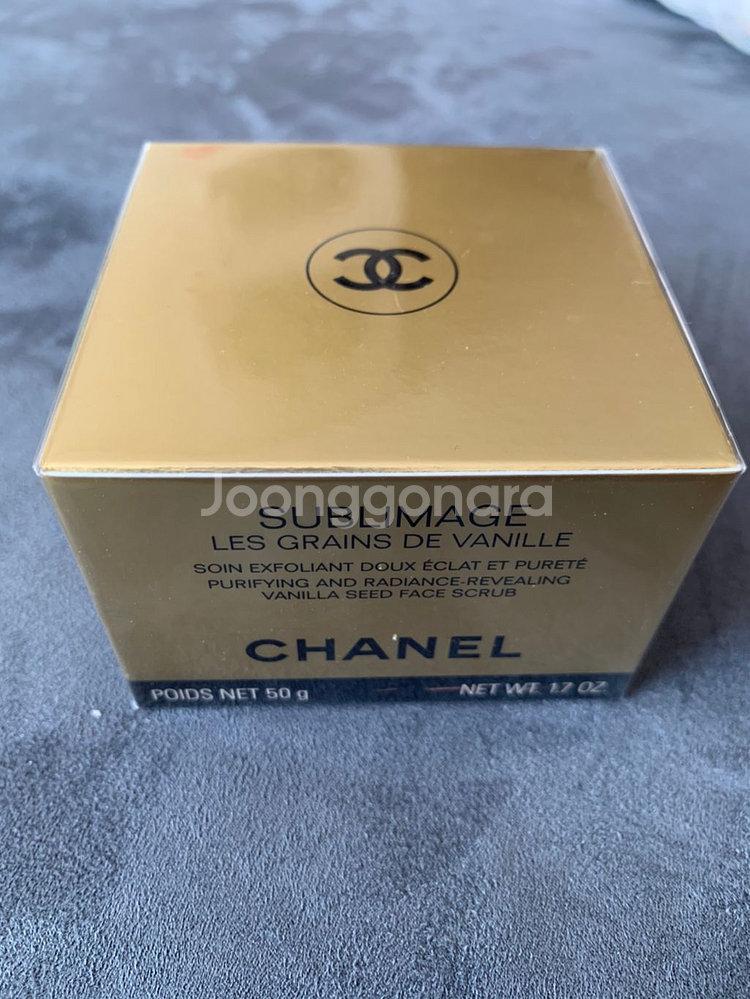 Joonggonara
SUBLIMAGE
LES GRAINS DE VANILLE
SOIN EXFOLIANT DOUX ÉCLAT ET PURETÉ
PURIFYING AND RADIANCE-REVEALING
VANILLA SEED FACE SCRUB
CHANEL
POIDS NET 50 g NET WT. 1.7 OZ.